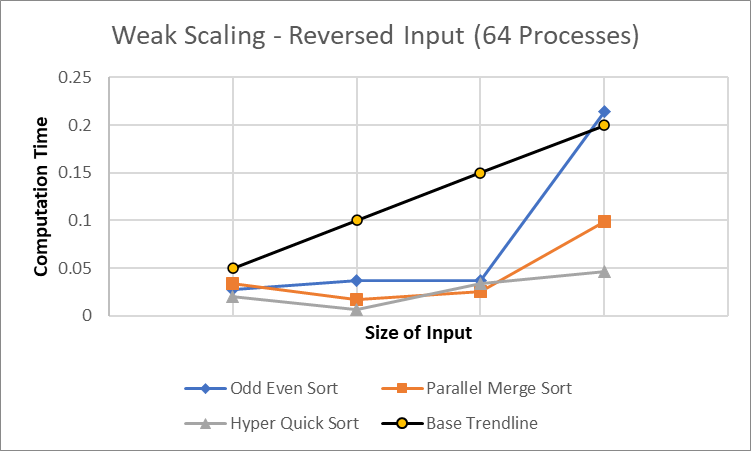 Weak Scaling - Reversed Input (64 Processes)
0.25
0.2
0.15
0.1
0.05
0
Computation Time
Size of Input
Odd Even Sort
Parallel Merge Sort
Hyper Quick Sort
Base Trendline